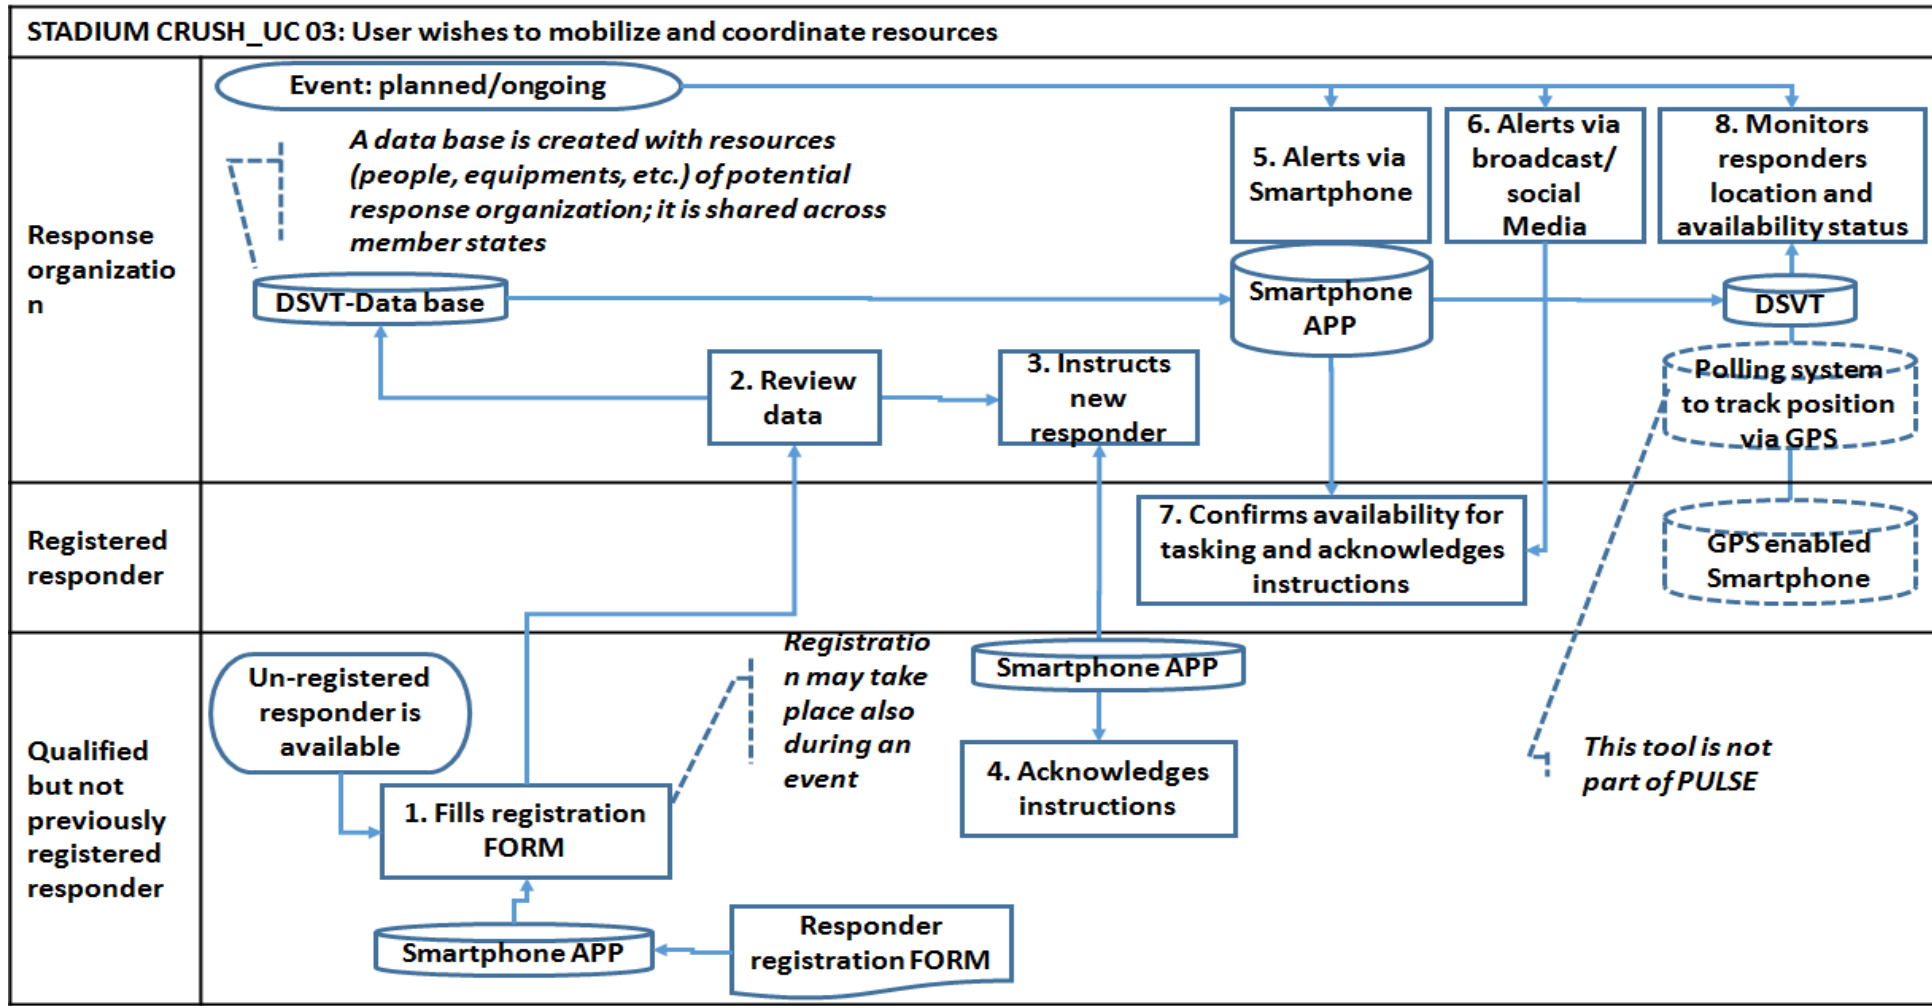 STADIUM CRUSH_UC 03: User wishes to mobilize and coordinate resources
Response
organizatio
n
Event: planned/ongoing
A data base is created with resources
(people, equipments, etc.) of potential
response organization; it is shared across
member states
DSVT-Data base
2. Review
data
3. Instructs
new
responder
5. Alerts via
Smartphone
Smartphone
APP
6. Alerts via
broadcast/
social
Media
8. Monitors
responders
location and
availability status
DSVT
Polling system
to track position
via GPS
Registered
responder
7. Confirms availability for
tasking and acknowledges
instructions
GPS enabled
Smartphone
Qualified
but not
previously
registered
responder
Un-registered
responder is
available
1. Fills registration
FORM
Registratio
n may take
place also
during an
event
Smartphone APP
4. Acknowledges
instructions
This tool is not
part of PULSE
Smartphone APP
Responder
registration FORM